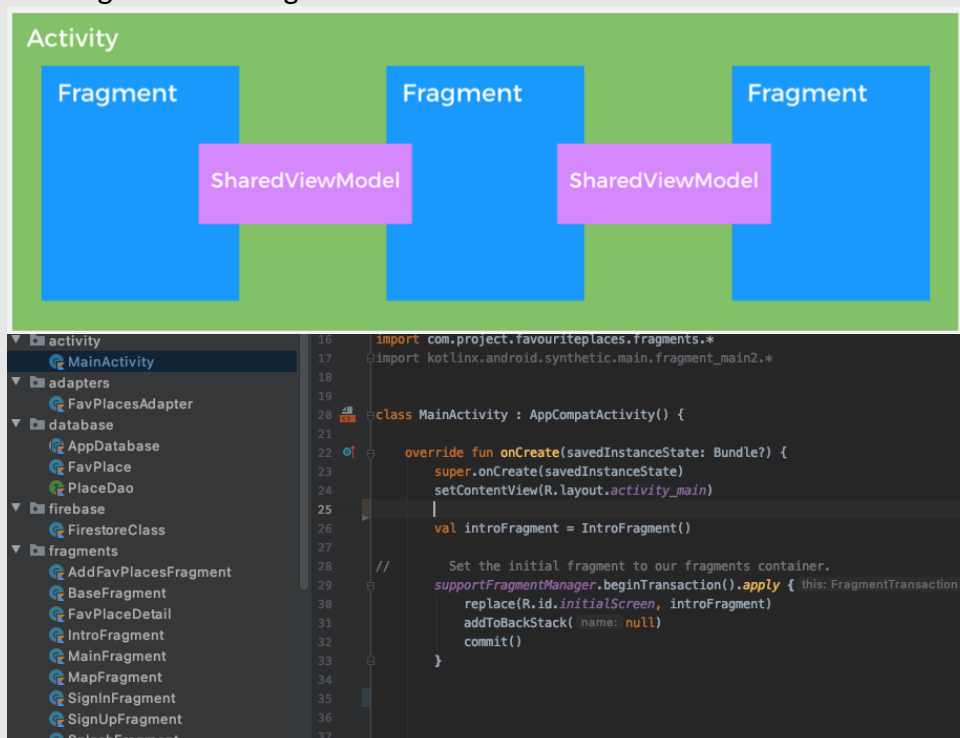 Activity
Fragment Fragment Fragment
SharedViewModel SharedViewModel
activity
MainActivity
adapters
FavPlacesAdapter
database
AppDatabase
FavPlace
PlaceDao
firebase
FirestoreClass
fragments
AddFavPlacesFragment
BaseFragment
FavPlaceDetail
IntroFragment
MainFragment
MapFragment
SignInFragment
SignUpFragment
16 import com.project.favouriteplaces.fragments.*
17 import kotlinx.android.synthetic.main.fragment_main2.*
18
19
20 class MainActivity : AppCompatActivity() {
21
22 override fun onCreate(savedInstanceState: Bundle?) {
23 super.onCreate(savedInstanceState)
24 setContentView(R.layout.activity_main)
25
26 val introFragment = IntroFragment()
27
28 // Set the initial fragment to our fragments container.
29 supportFragmentManager.beginTransaction().apply { this: FragmentTransaction
30 replace(R.id.initialScreen, introFragment)
31 addToBackStack( name: null)
32 commit()
33 }
34
35
36
37